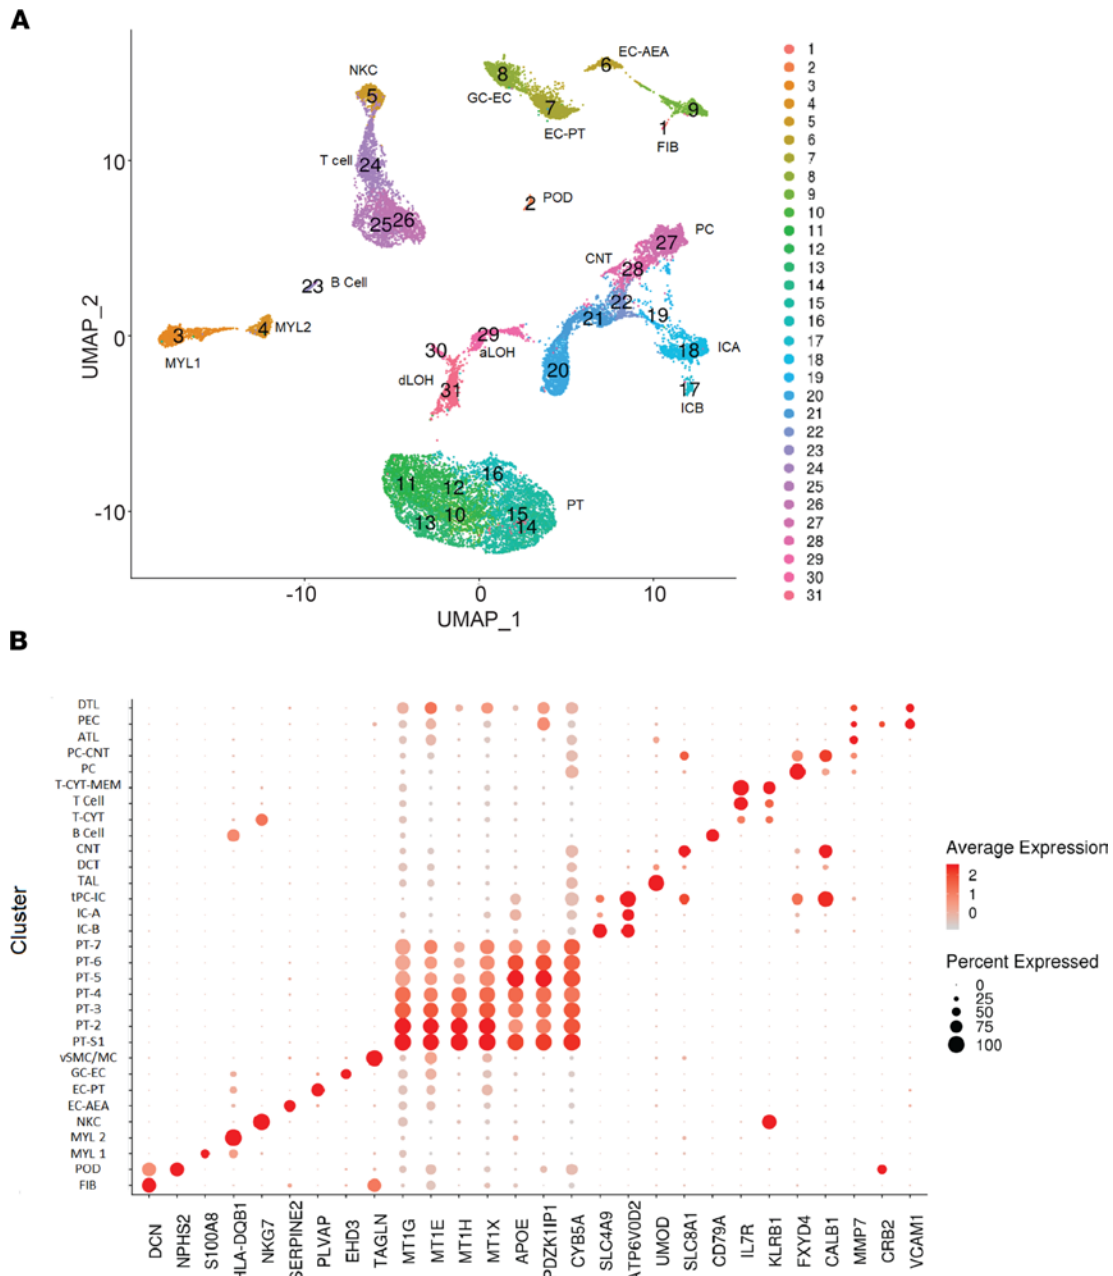 A
UMAP_2
10
0
-10
-10
0
10
UMAP_1
NKC
5
T cell
24
25
26
8
GC-EC
7
EC-PT
EC-AEA
6
9
1
FIB
2
POD
23
B Cell
3
MYL1
4
MYL2
PC
27
CNT
28
22
21
19
18
ICA
17
ICB
20
29
aLOH
30
dLOH
31
11
12
16
13
10
15
14
PT
1
2
3
4
5
6
7
8
9
10
11
12
13
14
15
16
17
18
19
20
21
22
23
24
25
26
27
28
29
30
31
B
Cluster
DTL
PEC
ATL
PC-CNT
PC
T-CYT-MEM
T Cell
T-CYT
B Cell
CNT
DCT
TAL
tPC-IC
IC-A
IC-B
PT-7
PT-6
PT-5
PT-4
PT-3
PT-2
PT-S1
vSMC/MC
GC-EC
EC-PT
EC-AEA
NKC
MYL 2
MYL 1
POD
FIB
DCN
NPHS2
S100A8
HLA-DQB1
NKG7
SERPINE2
PLVAP
EHD3
TAGLN
MT1G
MT1E
MT1H
MT1X
APOE
PDZK1IP1
CYB5A
SLC4A9
ATP6V0D2
UMOD
SLC8A1
CD79A
IL7R
KLRB1
FXYD4
CALB1
MMP7
CRB2
VCAM1
Average Expression
2
1
0
Percent Expressed
0
25
50
75
100